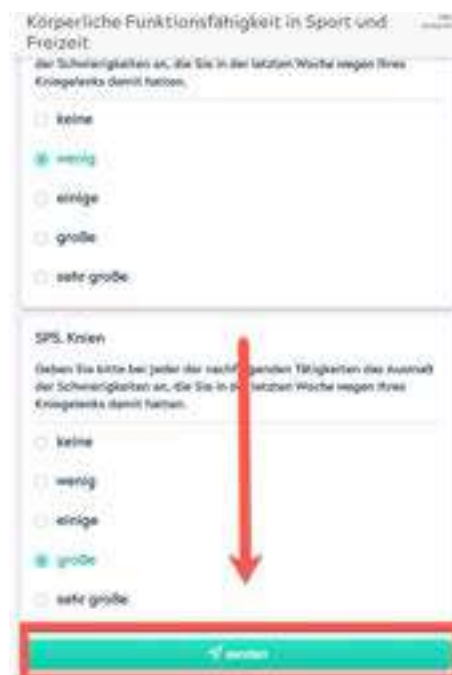 Körperliche Funktionsfähigkeit in Sport und
Freizeit
der Schwierigkeiten an, die Sie in der letzten Woche wegen Ihres
Kniegelenks damit hatten.
keine
wenig
einige
große
sehr große
SP5. Knien
Geben Sie bitte bei jeder der nachfolgenden Tätigkeiten das Ausmaß
der Schwierigkeiten an, die Sie in der letzten Woche wegen Ihres
Kniegelenks damit hatten.
keine
wenig
einige
große
sehr große
senden